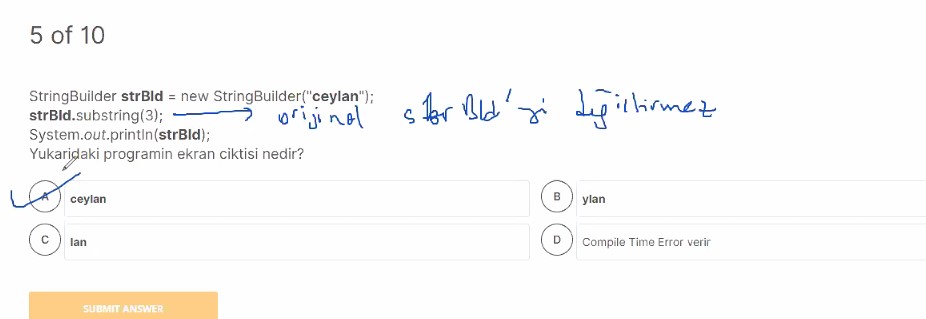 5 of 10
StringBuilder strBld = new StringBuilder("ceylan");
strBld.substring(3); orijinal strBld'yi değiştirmez
System.out.println(strBld);
Yukaridaki programin ekran ciktisi nedir?
A ceylan
B ylan
C lan
D Compile Time Error verir
SUBMIT ANSWER